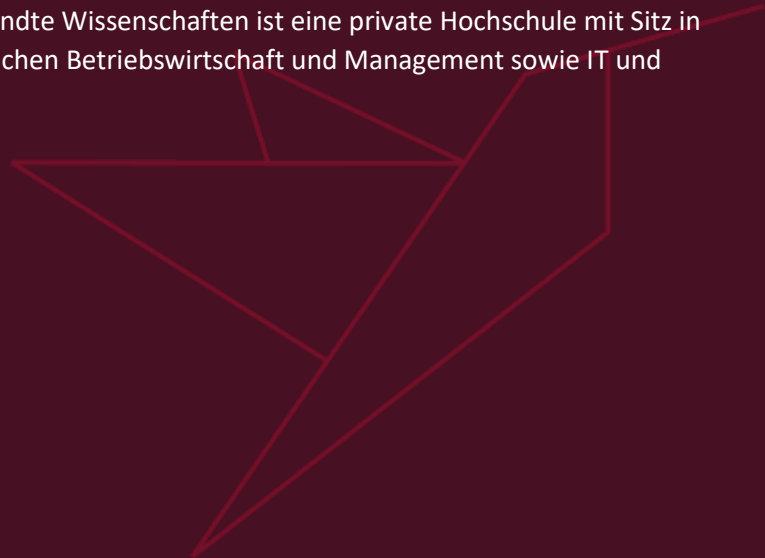 ndte Wissenschaften ist eine private Hochschule mit Sitz in
chen Betriebswirtschaft und Management sowie IT und